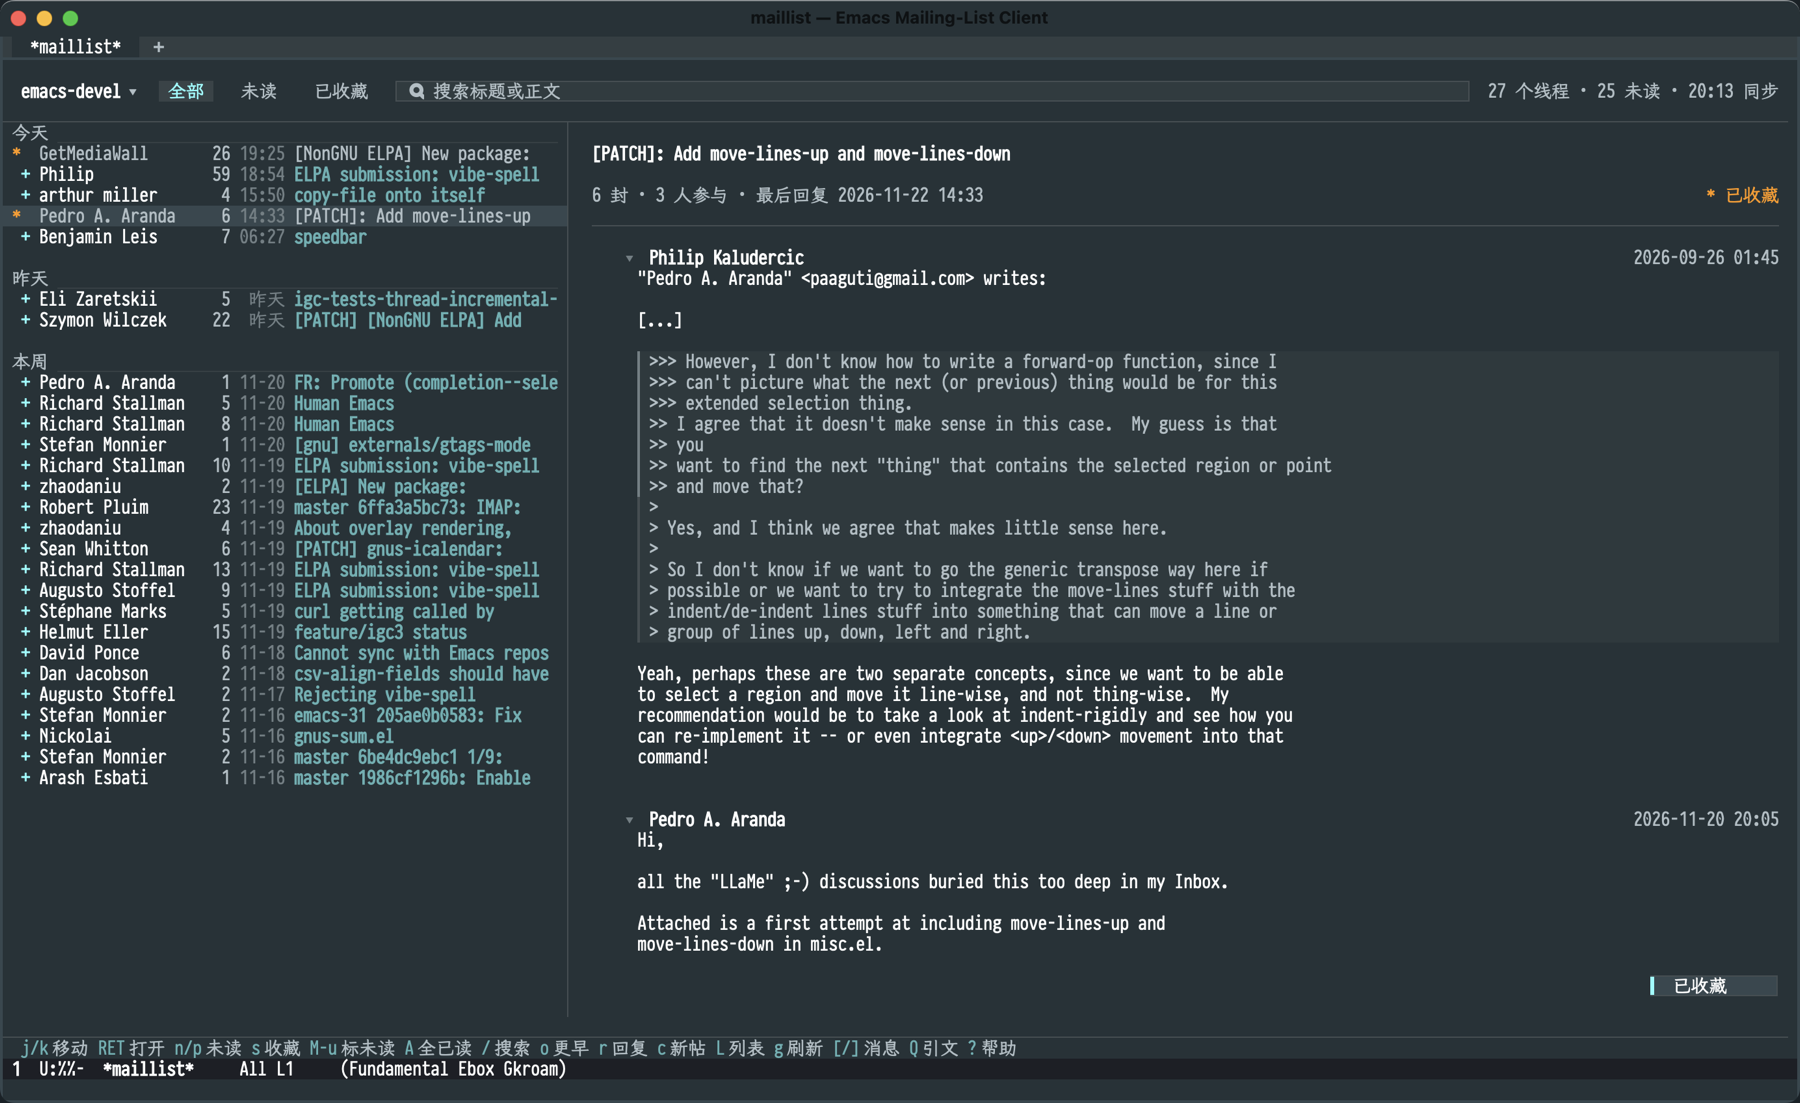 maillist — Emacs Mailing-List Client
*maillist* +
emacs-devel ▾ 全部 未读 已收藏 搜索标题或正文 27 个线程 • 25 未读 • 20:13 同步
今天
* GetMediaWall 26 19:25 [NonGNU ELPA] New package:
+ Philip 59 18:54 ELPA submission: vibe-spell
+ arthur miller 4 15:50 copy-file onto itself
* Pedro A. Aranda 6 14:33 [PATCH]: Add move-lines-up
+ Benjamin Leis 7 06:27 speedbar
昨天
+ Eli Zaretskii 5 昨天 igc-tests-thread-incremental-
+ Szymon Wilczek 22 昨天 [PATCH] [NonGNU ELPA] Add
本周
+ Pedro A. Aranda 1 11-20 FR: Promote (completion--sele
+ Richard Stallman 5 11-20 Human Emacs
+ Richard Stallman 8 11-20 Human Emacs
+ Stefan Monnier 1 11-20 [gnu] externals/gtags-mode
+ Richard Stallman 10 11-19 ELPA submission: vibe-spell
+ zhaodaniu 2 11-19 [ELPA] New package:
+ Robert Pluim 23 11-19 master 6ffa3a5bc73: IMAP:
+ zhaodaniu 4 11-19 About overlay rendering,
+ Sean Whitton 6 11-19 [PATCH] gnus-icalendar:
+ Richard Stallman 13 11-19 ELPA submission: vibe-spell
+ Augusto Stoffel 9 11-19 ELPA submission: vibe-spell
+ Stéphane Marks 5 11-19 curl getting called by
+ Helmut Eller 15 11-19 feature/igc3 status
+ David Ponce 6 11-18 Cannot sync with Emacs repos
+ Dan Jacobson 2 11-18 csv-align-fields should have
+ Augusto Stoffel 2 11-17 Rejecting vibe-spell
+ Stefan Monnier 2 11-16 emacs-31 205ae0b0583: Fix
+ Nickolai 5 11-16 gnus-sum.el
+ Stefan Monnier 2 11-16 master 6be4dc9ebc1 1/9:
+ Arash Esbati 1 11-16 master 1986cf1296b: Enable
[PATCH]: Add move-lines-up and move-lines-down
6 封 • 3 人参与 • 最后回复 2026-11-22 14:33 * 已收藏
▾ Philip Kaludercic 2026-09-26 01:45
"Pedro A. Aranda" <paaguti@gmail.com> writes:
[...]
>>> However, I don't know how to write a forward-op function, since I
>>> can't picture what the next (or previous) thing would be for this
>>> extended selection thing.
>> I agree that it doesn't make sense in this case.  My guess is that
>> you
>> want to find the next "thing" that contains the selected region or point
>> and move that?
>
> Yes, and I think we agree that makes little sense here.
>
> So I don't know if we want to go the generic transpose way here if
> possible or we want to try to integrate the move-lines stuff with the
> indent/de-indent lines stuff into something that can move a line or
> group of lines up, down, left and right.
Yeah, perhaps these are two separate concepts, since we want to be able
to select a region and move it line-wise, and not thing-wise.  My
recommendation would be to take a look at indent-rigidly and see how you
can re-implement it -- or even integrate <up>/<down> movement into that
command!
▾ Pedro A. Aranda 2026-11-20 20:05
Hi,
all the "LLaMe" ;-) discussions buried this too deep in my Inbox.
Attached is a first attempt at including move-lines-up and
move-lines-down in misc.el.
已收藏
j/k 移动 RET 打开 n/p 未读 s 收藏 M-u 标未读 A 全已读 / 搜索 o 更早 r 回复 c 新帖 L 列表 g 刷新 [/] 消息 Q 引文 ? 帮助
1 U:%%- *maillist* All L1 (Fundamental Ebox Gkroam)